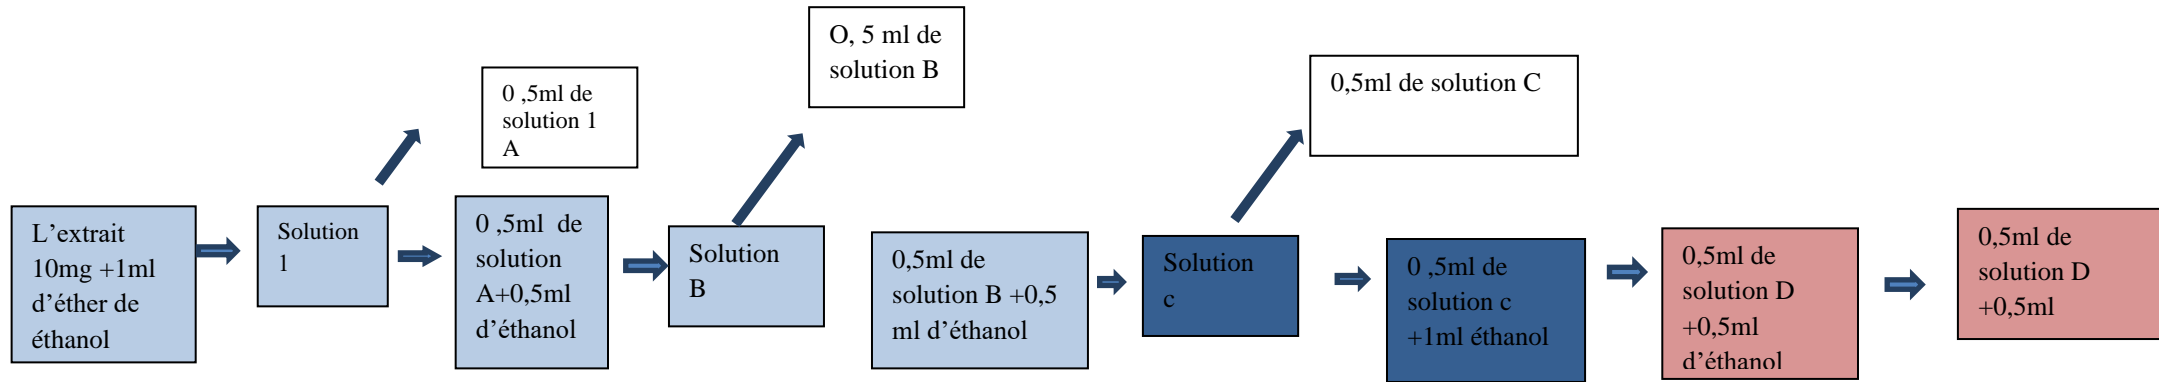 O, 5 ml de
solution B
0 ,5ml de
solution 1
A
0,5ml de solution C
L’extrait
10mg +1ml
d’éther de
éthanol
Solution
1
0 ,5ml  de
solution
A+0,5ml
d’éthanol
Solution
B
0,5ml de
solution B +0,5
ml d’éthanol
Solution
c
0 ,5ml de
solution c
+1ml éthanol
0,5ml de
solution D
+0,5ml
d’éthanol
0,5ml de
solution D
+0,5ml